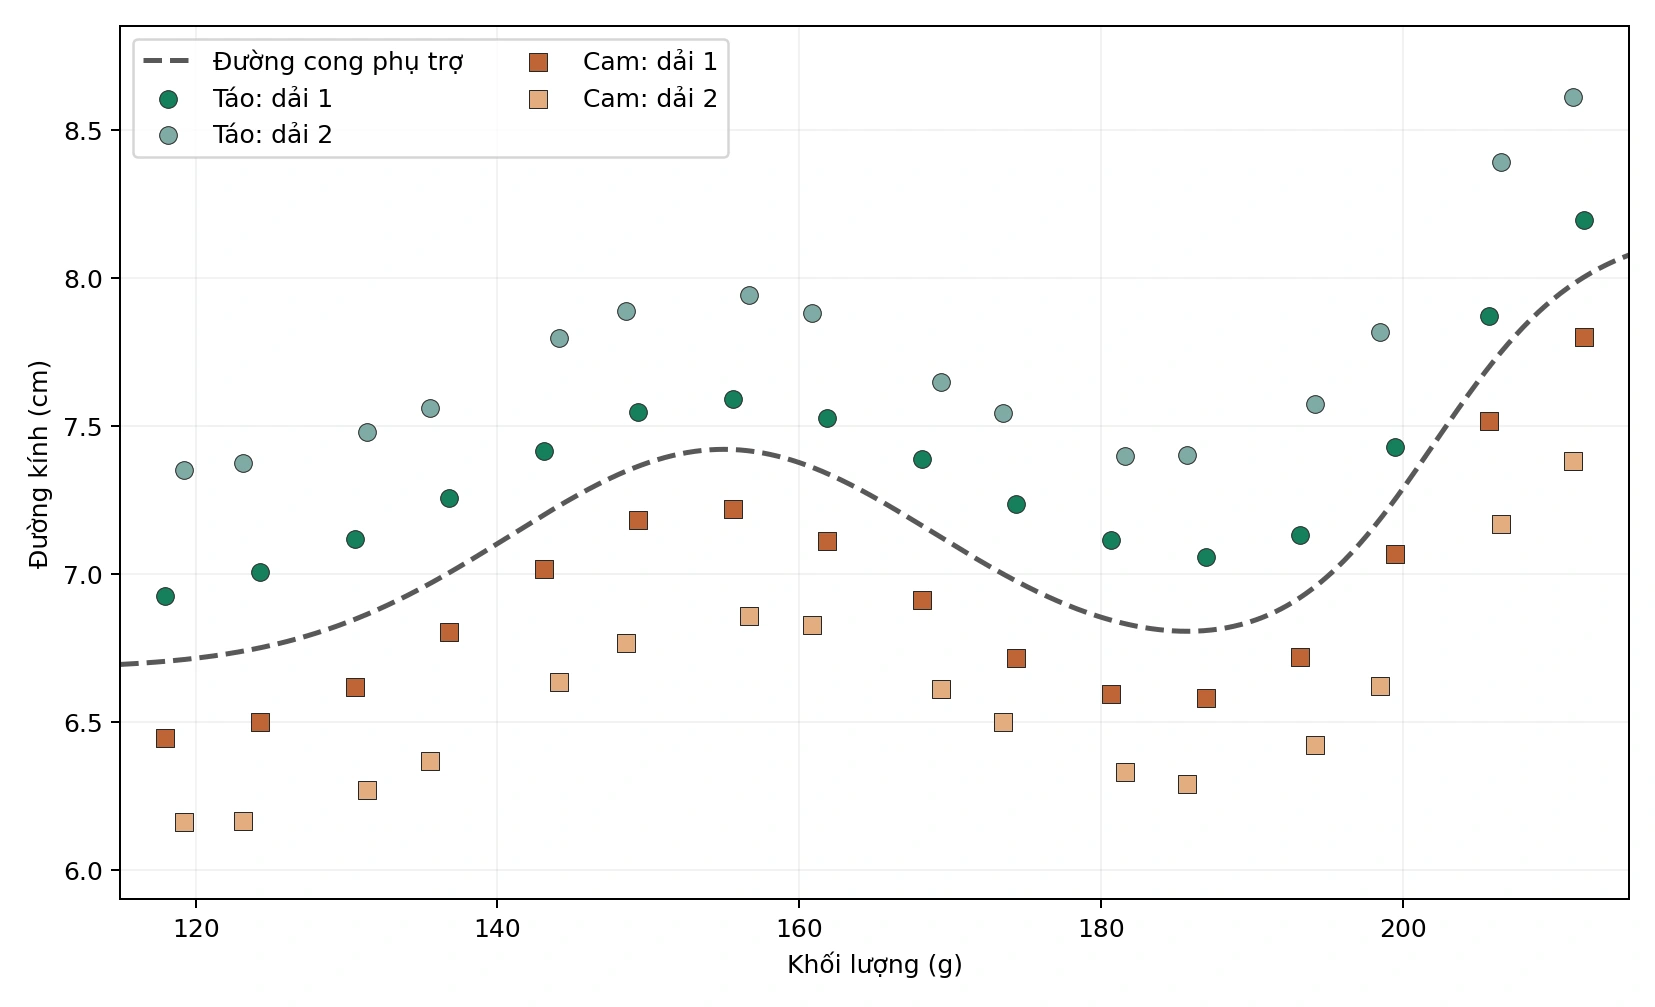 Đường cong phụ trợ
Táo: dải 1
Táo: dải 2
Cam: dải 1
Cam: dải 2
Đường kính (cm)
8.5
8.0
7.5
7.0
6.5
6.0
120 140 160 180 200
Khối lượng (g)